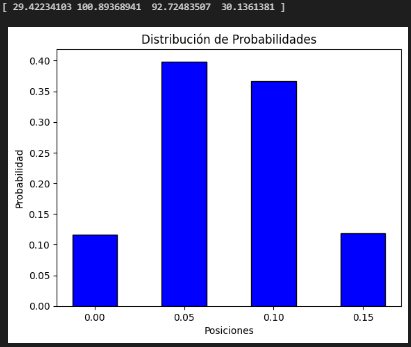 [ 29.42234103 100.89368941  92.72483507  30.1361381 ]
Distribución de Probabilidades
0.40
0.35
0.30
0.25
0.20
0.15
0.10
0.05
0.00
Probabilidad
0.00 0.05 0.10 0.15
Posiciones